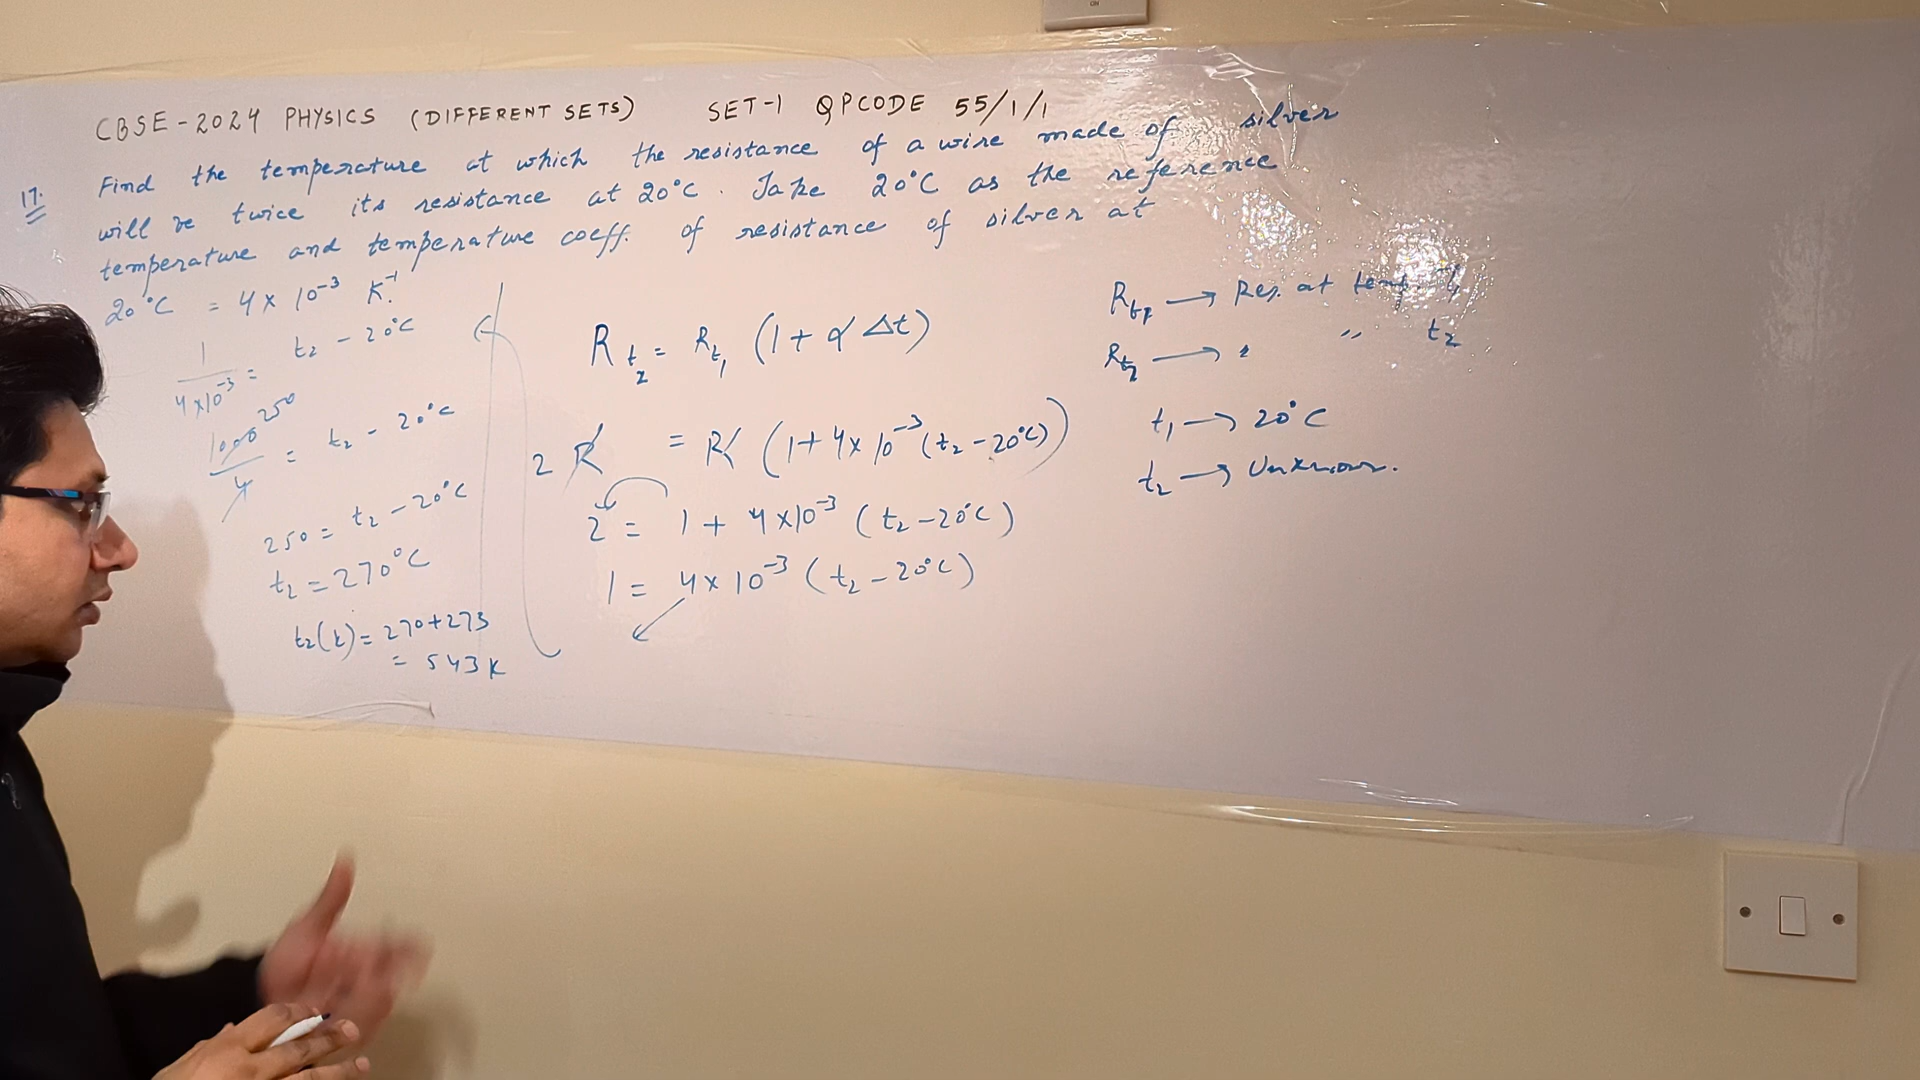 CBSE-2024 PHYSICS (DIFFERENT SETS) SET-1 QPCODE 55/1/1
17. Find the temperature at which the resistance of a wire made of silver
will be twice its resistance at 20°C. Take 20°C as the reference
temperature and temperature coeff. of resistance of silver at
20°C = 4 × 10⁻³ K⁻¹.
1/(4×10⁻³) = t₂ - 20°C
1000/4 250 = t₂ - 20°C
250 = t₂ - 20°C
t₂ = 270°C
t₂(k) = 270+273
= 543 K
R t₂ = R t₁ (1 + α Δt)
2 R = R (1 + 4×10⁻³ (t₂ - 20°C))
2 = 1 + 4×10⁻³ (t₂ - 20°C)
1 = 4×10⁻³ (t₂ - 20°C)
→ Res. at temp. t₁
R t₂ → " t₂
t₁ → 20°C
t₂ → Unknown.
ON